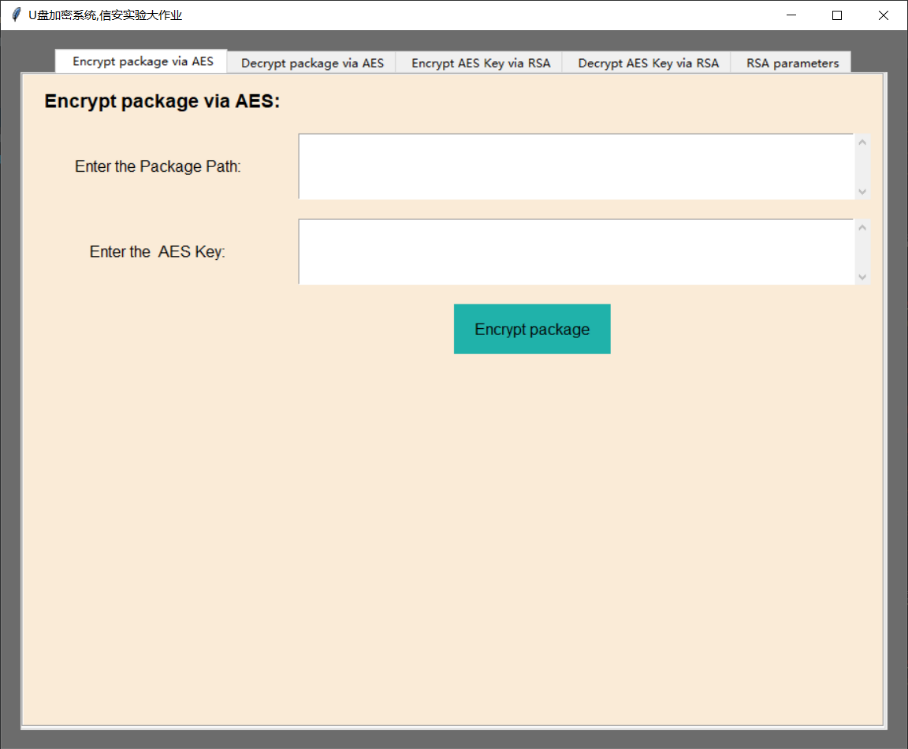 U盘加密系统,信安实验大作业
Encrypt package via AES
Decrypt package via AES
Encrypt AES Key via RSA
Decrypt AES Key via RSA
RSA parameters
Encrypt package via AES:
Enter the Package Path:
Enter the  AES Key:
Encrypt package